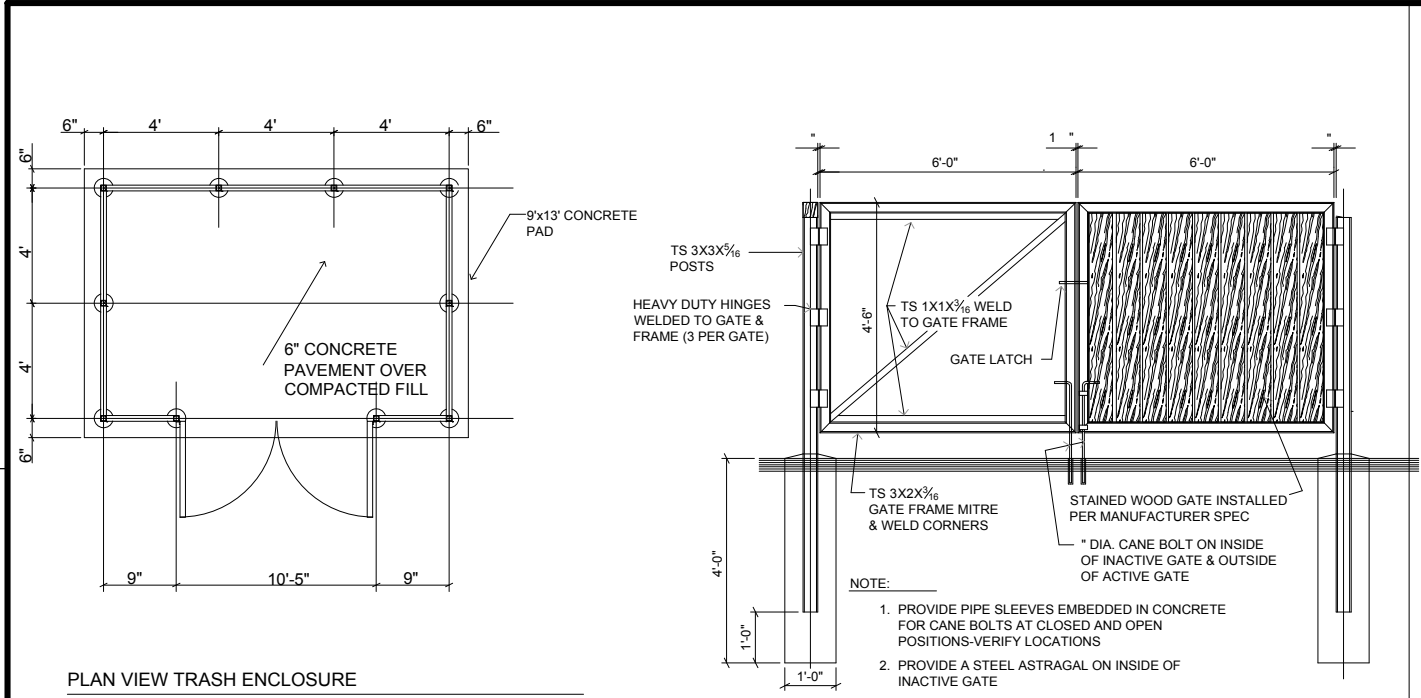 6" 4' 4' 4' 6"
6"
4'
4'
6"
9'x13' CONCRETE
PAD
6" CONCRETE
PAVEMENT OVER
COMPACTED FILL
9" 10'-5" 9"
PLAN VIEW TRASH ENCLOSURE
" 1 " "
6'-0" 6'-0"
TS 3X3X5/16
POSTS
HEAVY DUTY HINGES
WELDED TO GATE &
FRAME (3 PER GATE)
4'-6"
TS 1X1X3/16 WELD
TO GATE FRAME
GATE LATCH
TS 3X2X3/16
GATE FRAME MITRE
& WELD CORNERS
STAINED WOOD GATE INSTALLED
PER MANUFACTURER SPEC
" DIA. CANE BOLT ON INSIDE
OF INACTIVE GATE & OUTSIDE
OF ACTIVE GATE
4'-0"
1'-0"
1'-0"
NOTE:
1. PROVIDE PIPE SLEEVES EMBEDDED IN CONCRETE
FOR CANE BOLTS AT CLOSED AND OPEN
POSITIONS-VERIFY LOCATIONS
2. PROVIDE A STEEL ASTRAGAL ON INSIDE OF
INACTIVE GATE